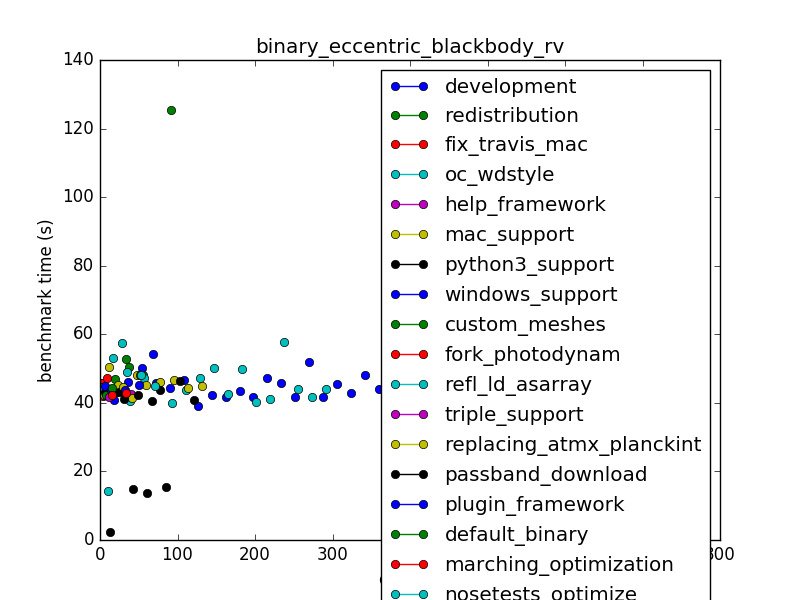 binary_eccentric_blackbody_rv
140
120
100
80
60
40
20
0
benchmark time (s)
0
100
200
300
development
redistribution
fix_travis_mac
oc_wdstyle
help_framework
mac_support
python3_support
windows_support
custom_meshes
fork_photodynam
refl_ld_asarray
triple_support
replacing_atmx_planckint
passband_download
plugin_framework
default_binary
marching_optimization
nosetests_optimize